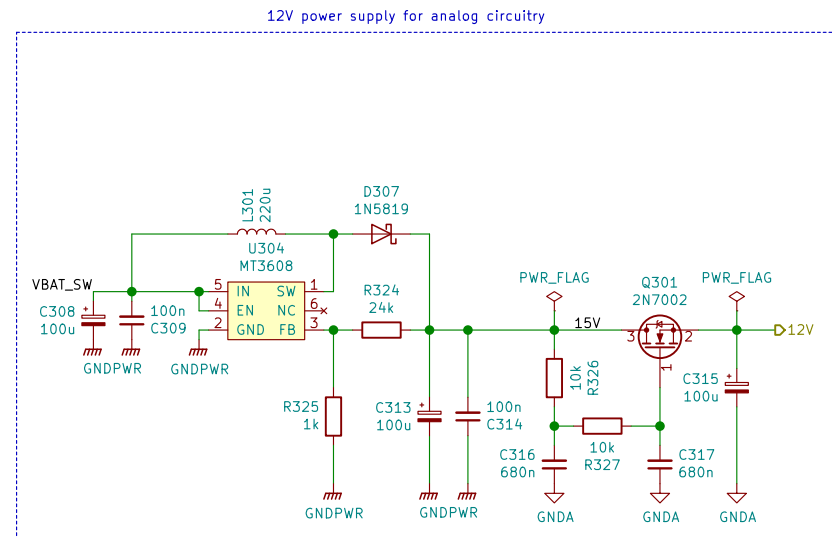 12V power supply for analog circuitry
L301
220u
D307
1N5819
U304
MT3608
VBAT_SW
5 IN SW 1
4 EN NC 6
2 GND FB 3
C308
100u
100n
C309
GNDPWR
GNDPWR
R324
24k
R325
1k
GNDPWR
C313
100u
100n
C314
GNDPWR
PWR_FLAG
15V
10k
R326
10k
R327
C316
680n
GNDA
Q301
2N7002
3
2
1
C317
680n
GNDA
PWR_FLAG
12V
C315
100u
GNDA